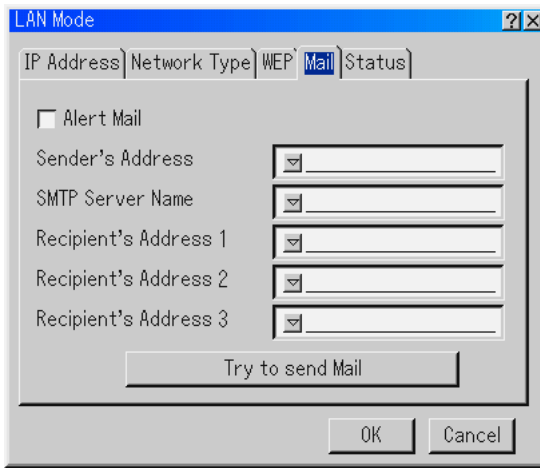 LAN Mode
IP Address Network Type WEP Mail Status
Alert Mail
Sender's Address
SMTP Server Name
Recipient's Address 1
Recipient's Address 2
Recipient's Address 3
Try to send Mail
OK Cancel